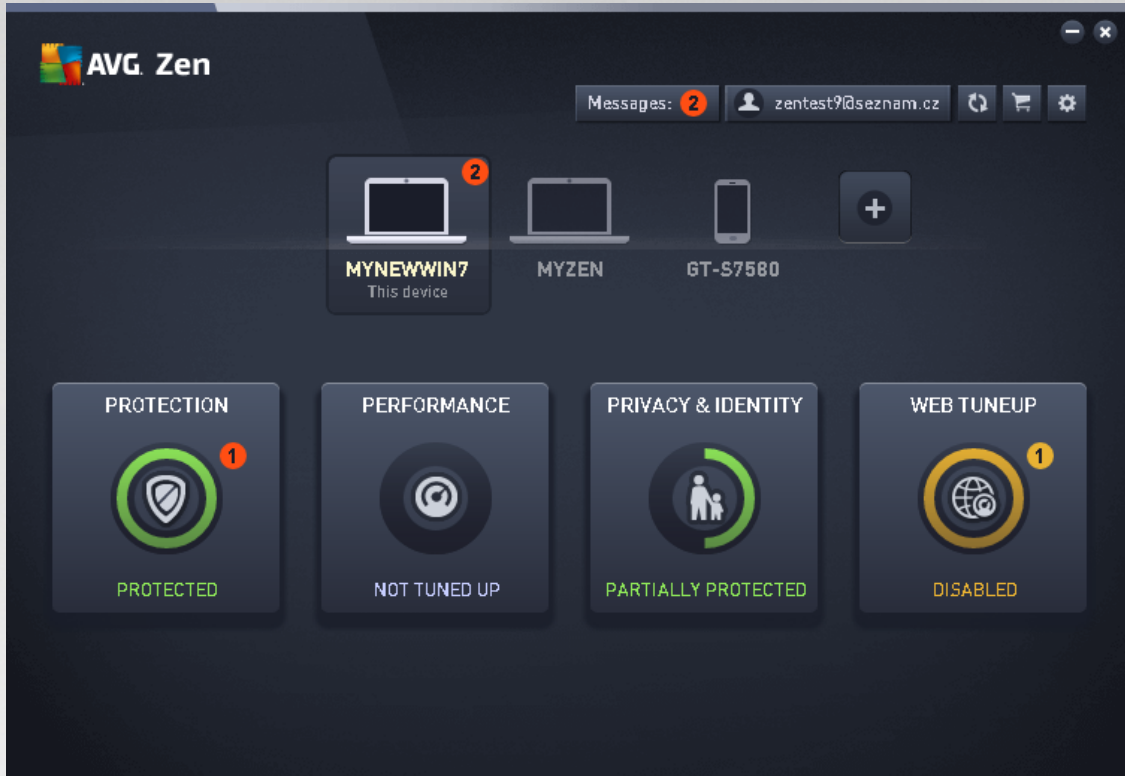 AVG. Zen
Messages: 2
zentest9@seznam.cz
2
MYNEWWIN7
This device
MYZEN
GT-S7580
PROTECTION
1
PROTECTED
PERFORMANCE
NOT TUNED UP
PRIVACY & IDENTITY
PARTIALLY PROTECTED
WEB TUNEUP
1
DISABLED